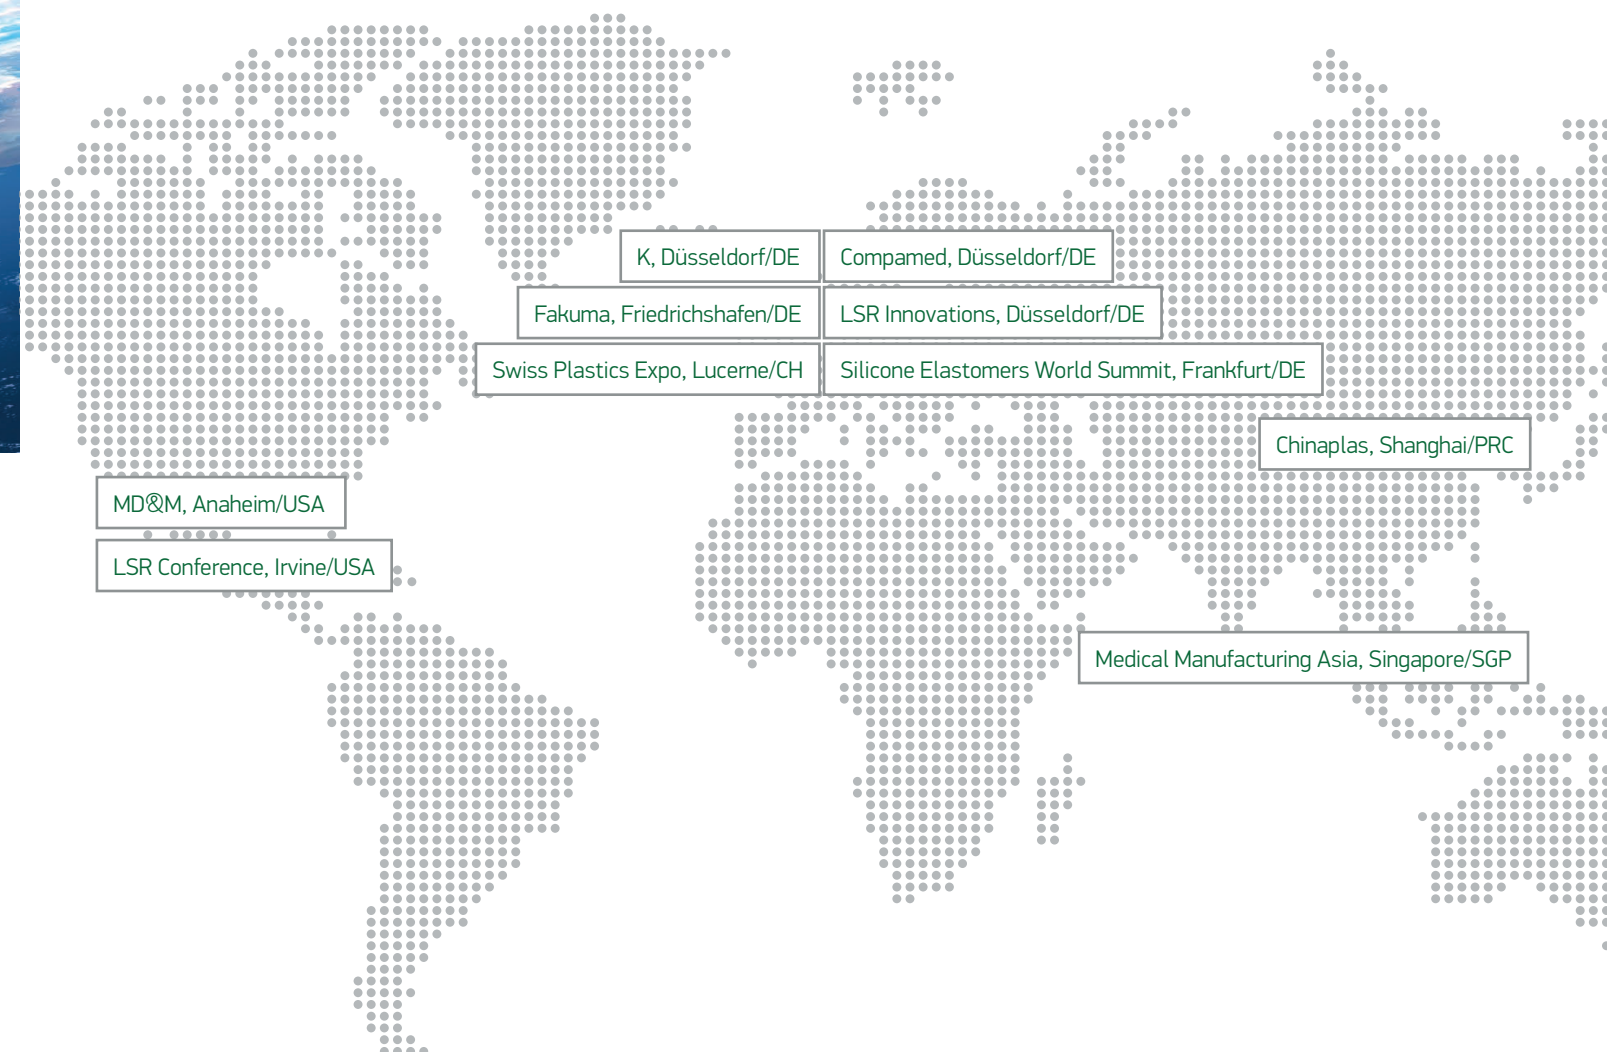 K, Düsseldorf/DE
Compamed, Düsseldorf/DE
Fakuma, Friedrichshafen/DE
LSR Innovations, Düsseldorf/DE
Swiss Plastics Expo, Lucerne/CH
Silicone Elastomers World Summit, Frankfurt/DE
Chinaplas, Shanghai/PRC
MD&M, Anaheim/USA
LSR Conference, Irvine/USA
Medical Manufacturing Asia, Singapore/SGP